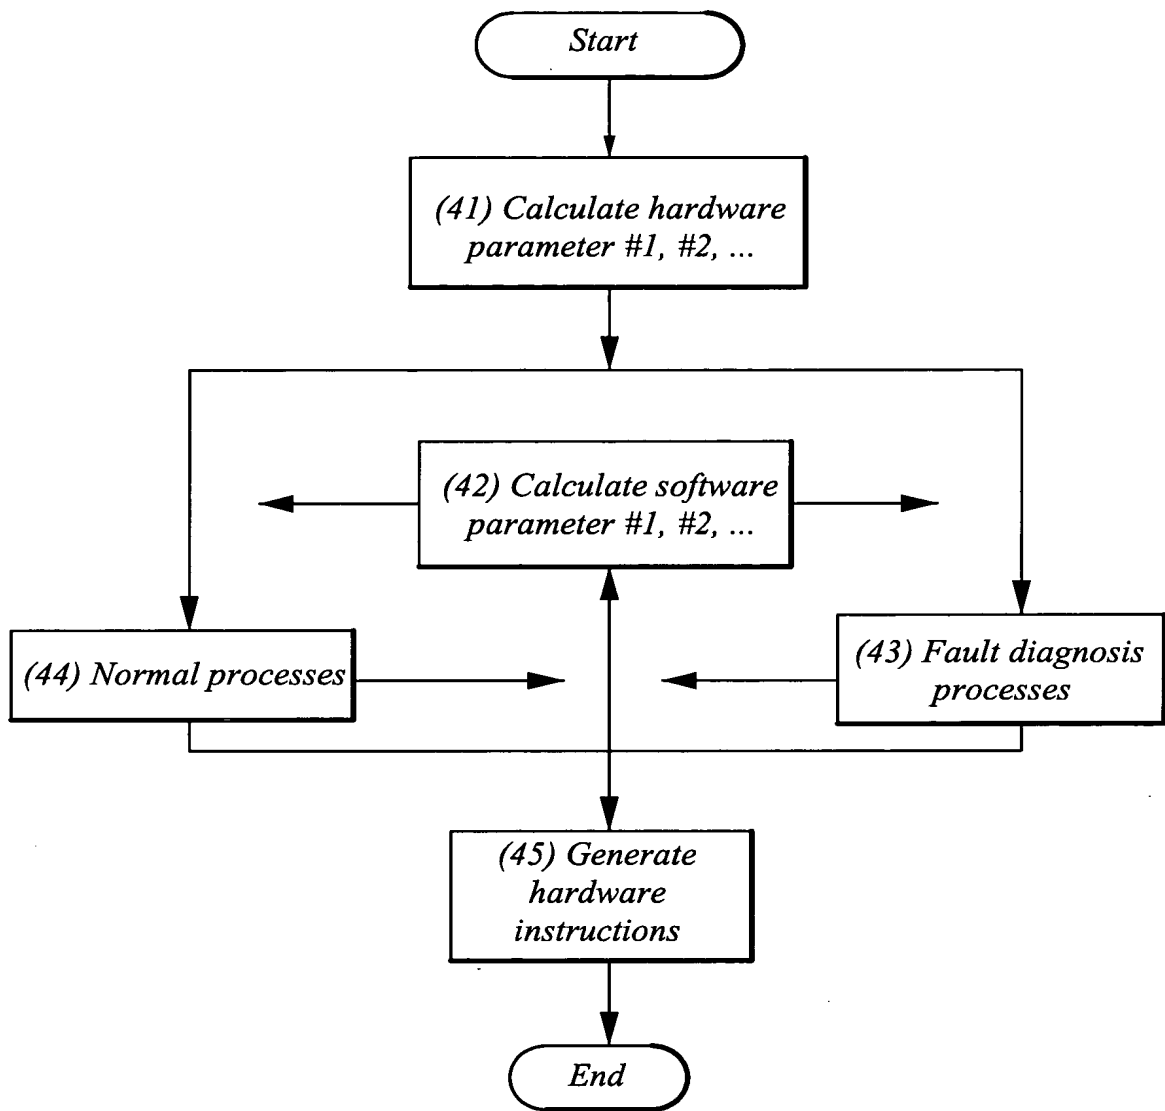 Start
(41) Calculate hardware
parameter #1, #2, ...
(42) Calculate software
parameter #1, #2, ...
(44) Normal processes
(43) Fault diagnosis
processes
(45) Generate
hardware
instructions
End